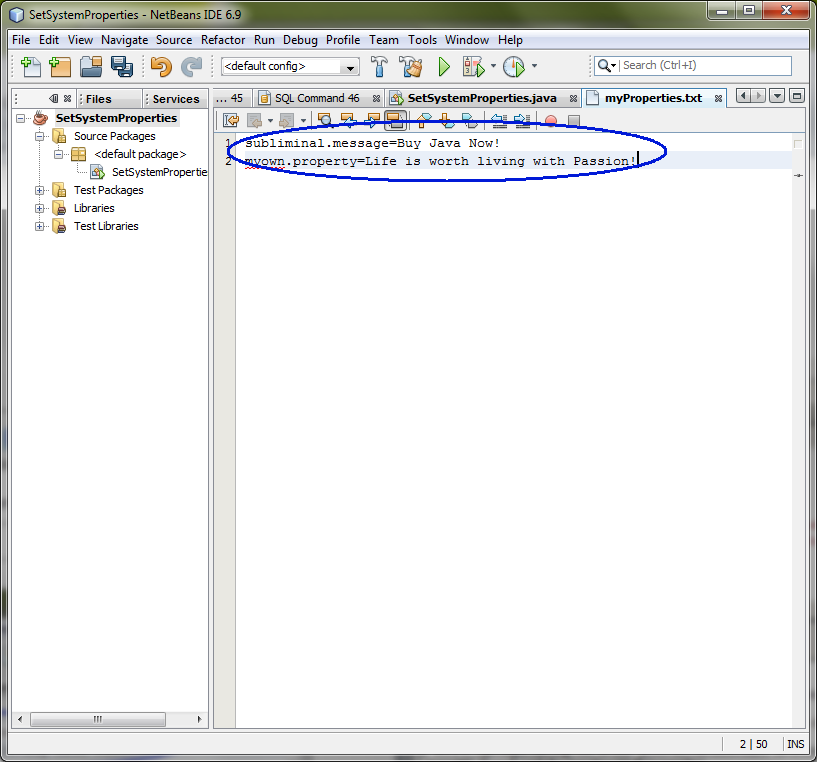 SetSystemProperties - NetBeans IDE 6.9
File Edit View Navigate Source Refactor Run Debug Profile Team Tools Window Help
<default config>
Search (Ctrl+I)
Files
Services
... 45
SQL Command 46
SetSystemProperties.java
myProperties.txt
SetSystemProperties
Source Packages
<default package>
SetSystemPropertie
Test Packages
Libraries
Test Libraries
1 subliminal.message=Buy Java Now!
2 myown.property=Life is worth living with Passion!
2 | 50 INS